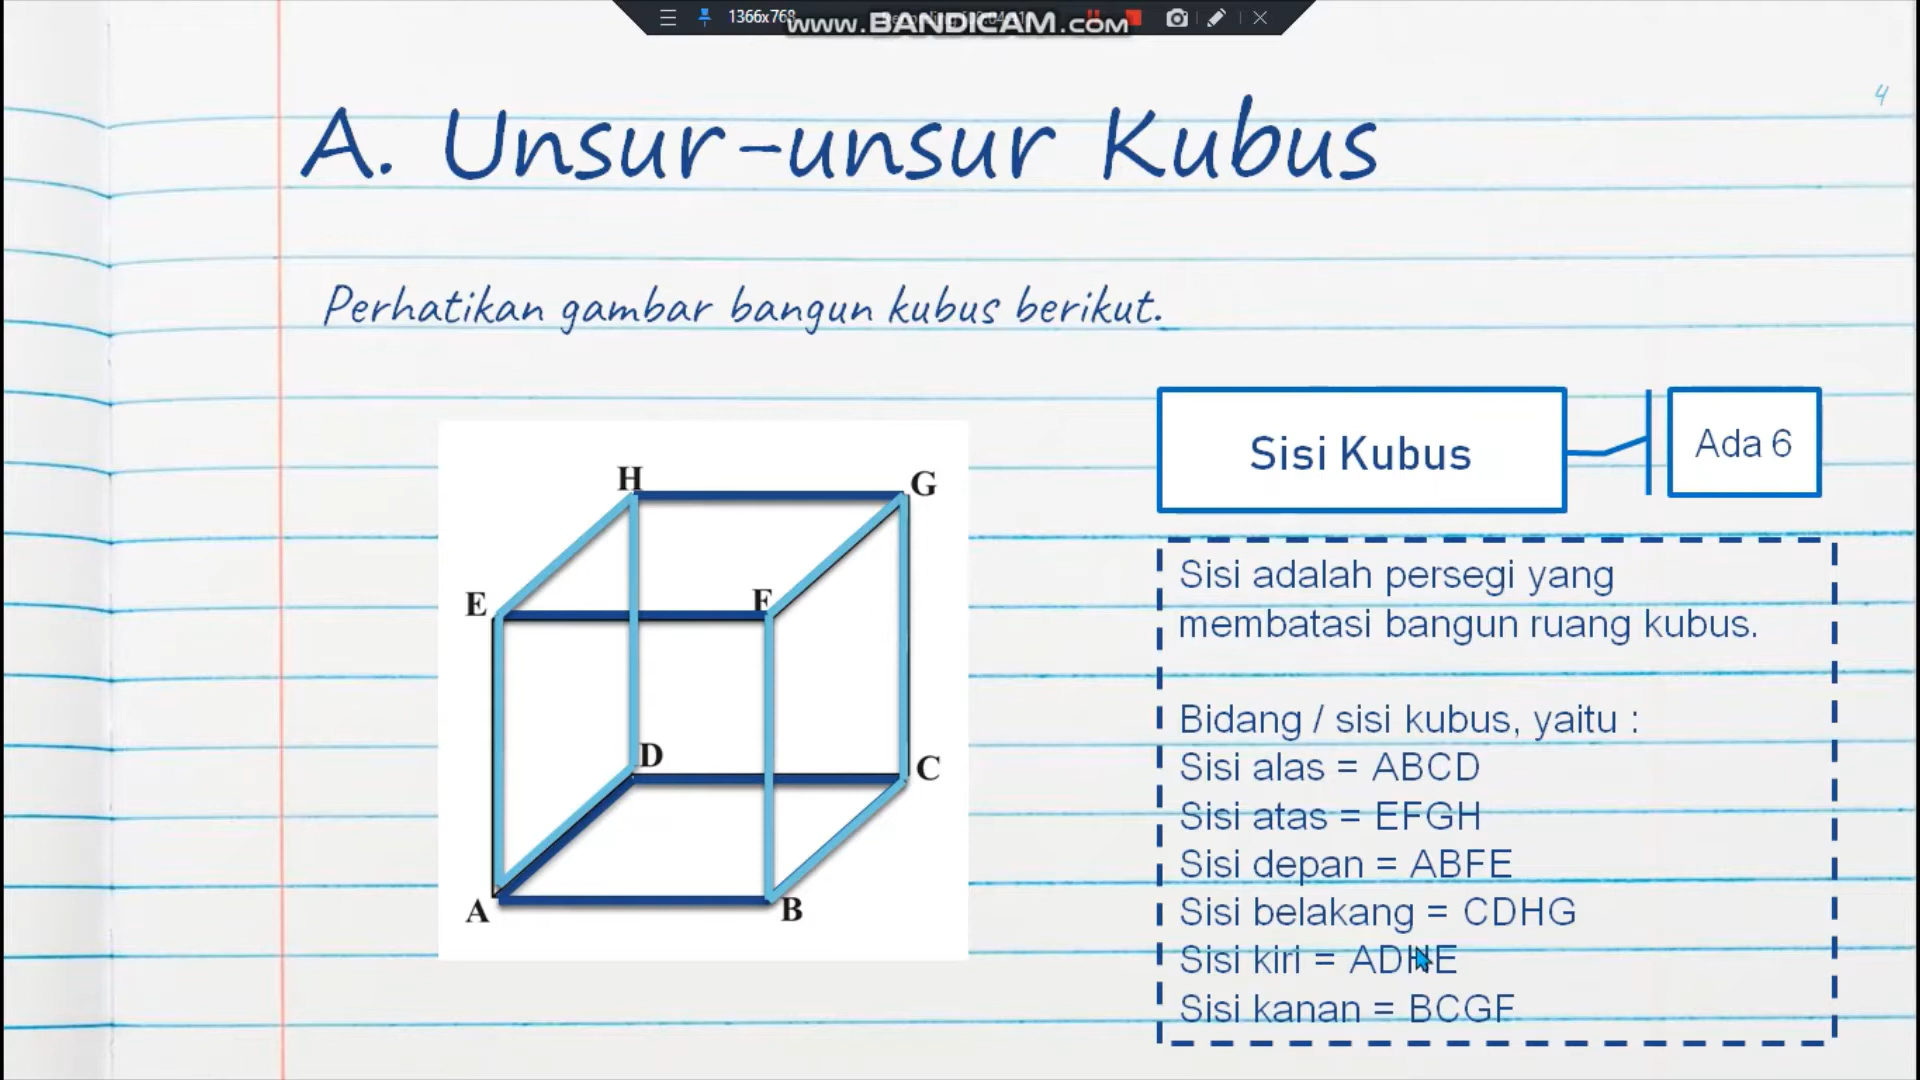 1366x768
www.BANDICAM.com
4
A. Unsur-unsur Kubus
Perhatikan gambar bangun kubus berikut.
Sisi Kubus
Ada 6
H
G
E
F
D
C
A
B
Sisi adalah persegi yang
membatasi bangun ruang kubus.
Bidang / sisi kubus, yaitu :
Sisi alas = ABCD
Sisi atas = EFGH
Sisi depan = ABFE
Sisi belakang = CDHG
Sisi kiri = ADHE
Sisi kanan = BCGF